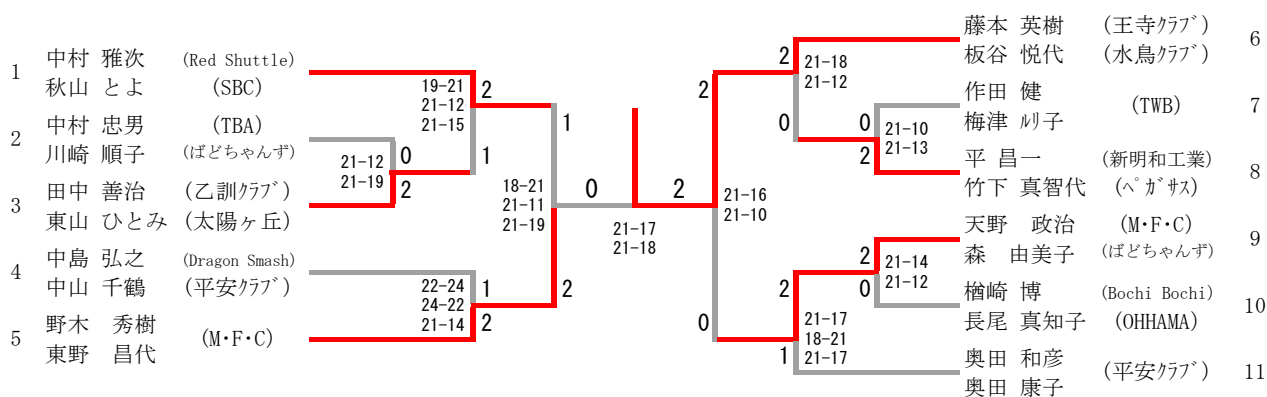 1
中村 雅次 (Red Shuttle)
秋山 とよ (SBC)
2
中村 忠男 (TBA)
川崎 順子 (ばどちゃんず)
3
田中 善治 (乙訓ｸﾗﾌﾞ)
東山 ひとみ (太陽ヶ丘)
4
中島 弘之 (Dragon Smash)
中山 千鶴 (平安ｸﾗﾌﾞ)
5
野木 秀樹
東野 昌代
(M・F・C)
19-21
21-12
21-15
2
1
21-12
21-19
0
2
22-24
24-22
21-14
1
2
18-21
21-11
21-19
1
2
0
2
21-17
21-18
2
0
21-16
21-10
2
0
21-18
21-12
0
2
21-10
21-13
2
1
21-17
18-21
21-17
2
0
21-14
21-12
藤本 英樹 (王寺ｸﾗﾌﾞ)
板谷 悦代 (水鳥ｸﾗﾌﾞ)
6
作田 健
梅津 ﾙﾘ子
(TWB)
7
平 昌一 (新明和工業)
竹下 真智代 (ﾍﾟｶﾞｻｽ)
8
天野 政治 (M・F・C)
森 由美子 (ばどちゃんず)
9
楢崎 博 (Bochi Bochi)
長尾 真知子 (OHHAMA)
10
奥田 和彦
奥田 康子
(平安ｸﾗﾌﾞ)
11